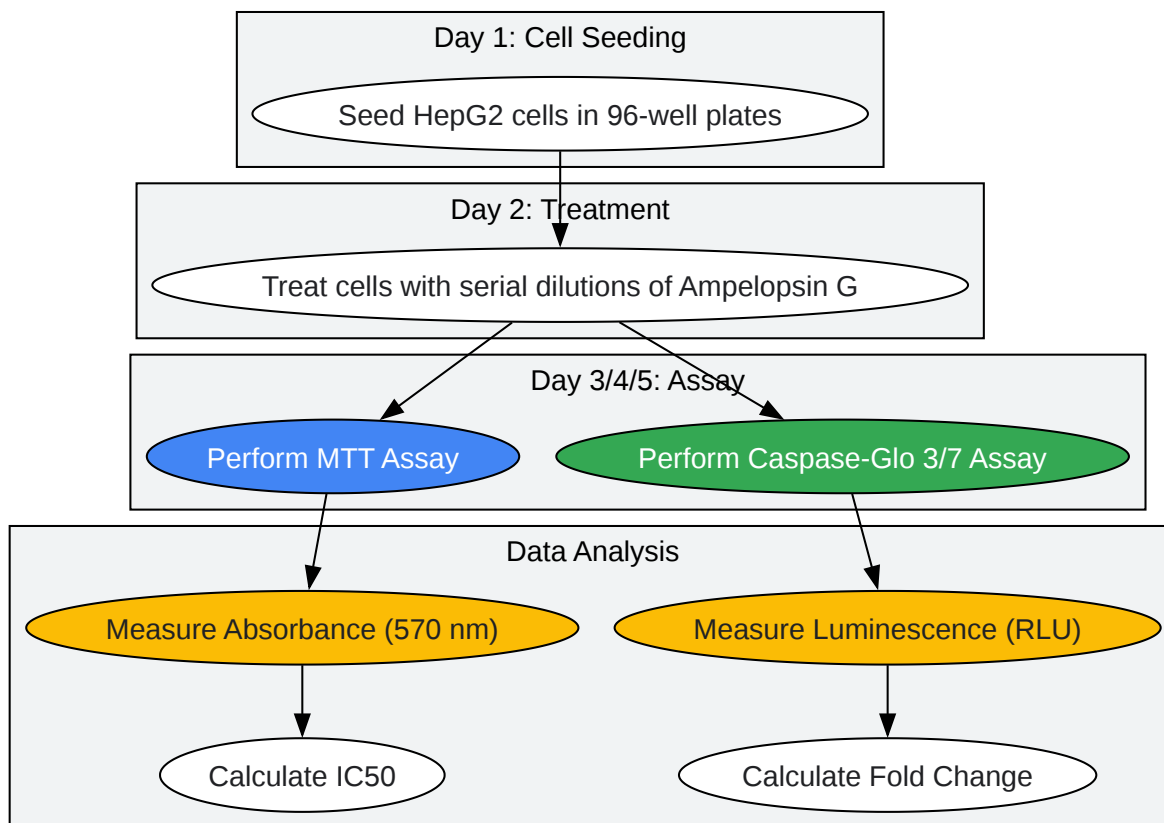 Day 1: Cell Seeding
Seed HepG2 cells in 96-well plates
Day 2: Treatment
Treat cells with serial dilutions of Ampelopsin G
Day 3/4/5: Assay
Perform MTT Assay
Perform Caspase-Glo 3/7 Assay
Data Analysis
Measure Absorbance (570 nm)
Measure Luminescence (RLU)
Calculate IC50
Calculate Fold Change